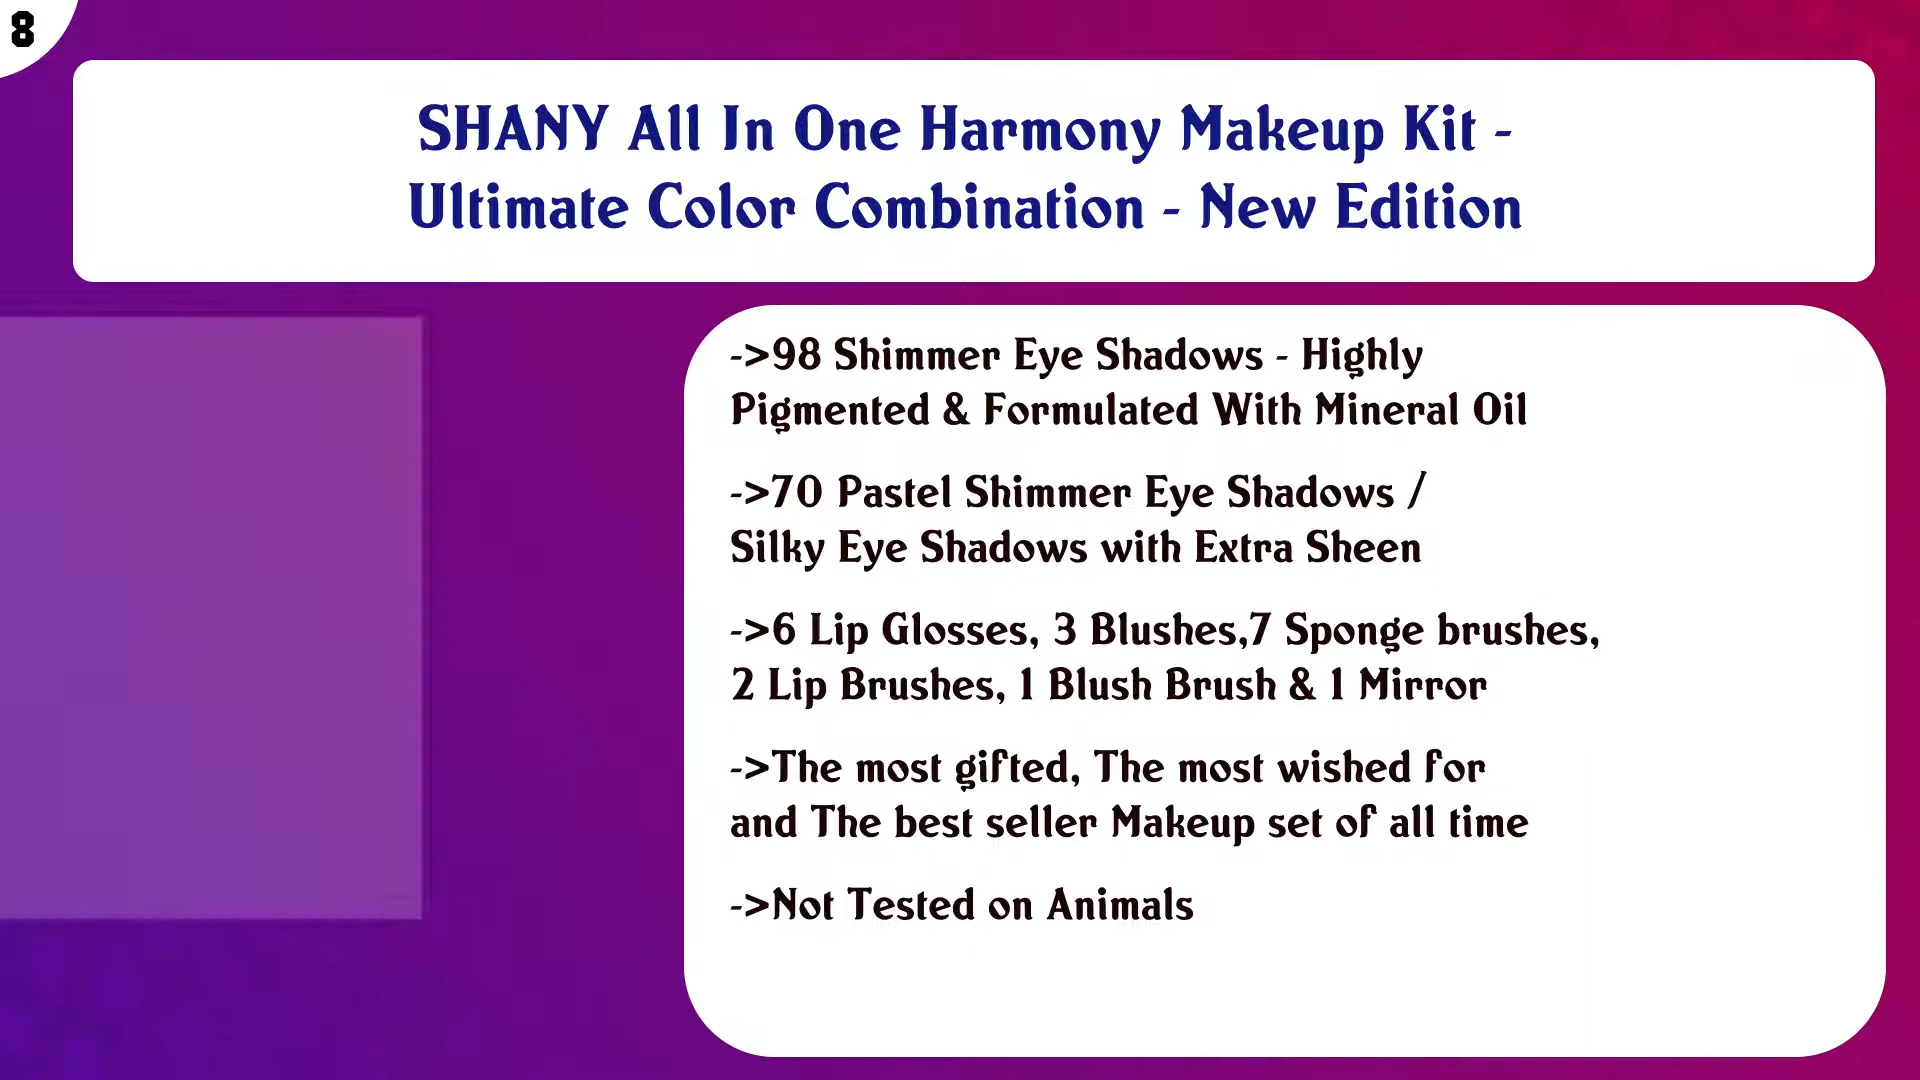 8
SHANY All In One Harmony Makeup Kit -
Ultimate Color Combination - New Edition
->98 Shimmer Eye Shadows - Highly
Pigmented & Formulated With Mineral Oil
->70 Pastel Shimmer Eye Shadows /
Silky Eye Shadows with Extra Sheen
->6 Lip Glosses, 3 Blushes,7 Sponge brushes,
2 Lip Brushes, 1 Blush Brush & 1 Mirror
->The most gifted, The most wished for
and The best seller Makeup set of all time
->Not Tested on Animals